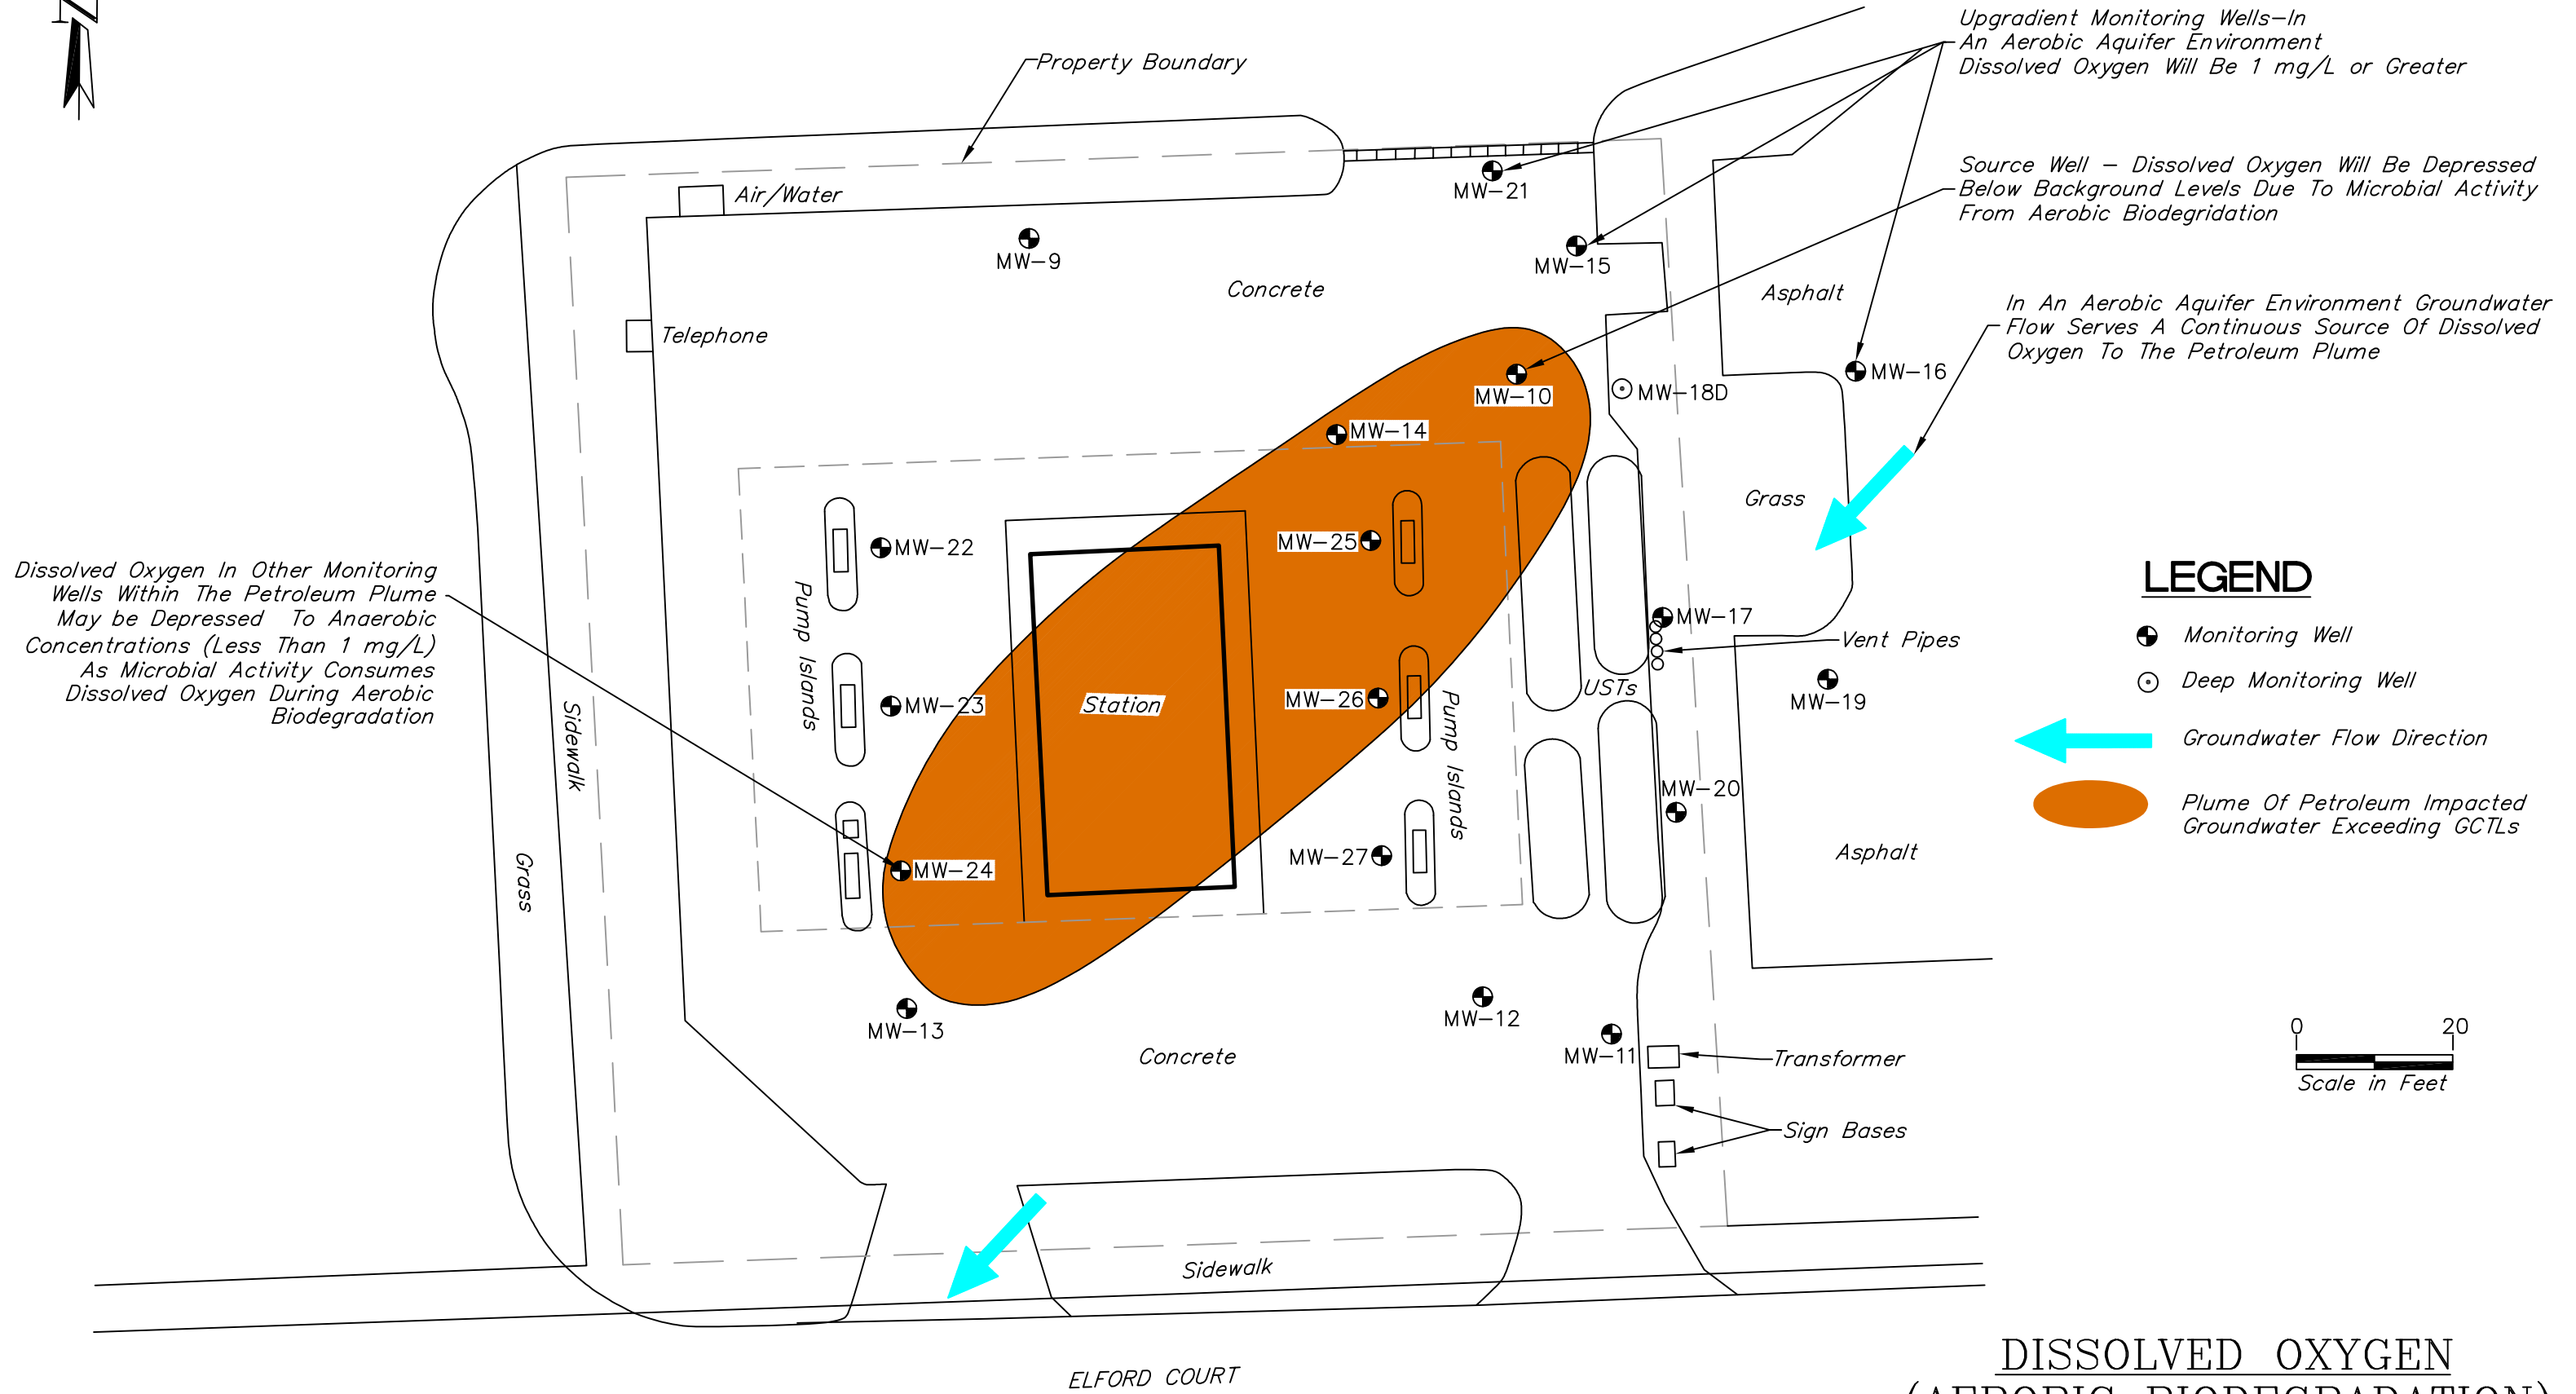 N
Property Boundary
Upgradient Monitoring Wells-In
An Aerobic Aquifer Environment
Dissolved Oxygen Will Be 1 mg/L or Greater
Source Well - Dissolved Oxygen Will Be Depressed
Below Background Levels Due To Microbial Activity
From Aerobic Biodegridation
In An Aerobic Aquifer Environment Groundwater
Flow Serves A Continuous Source Of Dissolved
Oxygen To The Petroleum Plume
Air/Water
MW-21
MW-9
MW-15
Concrete
Asphalt
Telephone
MW-16
MW-10
MW-18D
MW-14
Grass
MW-22
MW-25
Dissolved Oxygen In Other Monitoring
Wells Within The Petroleum Plume
May be Depressed To Anaerobic
Concentrations (Less Than 1 mg/L)
As Microbial Activity Consumes
Dissolved Oxygen During Aerobic
Biodegradation
Pump Islands
MW-17
Vent Pipes
MW-23
Station
MW-26
USTs
MW-19
Pump Islands
Sidewalk
MW-20
Grass
MW-24
MW-27
Asphalt
LEGEND
Monitoring Well
Deep Monitoring Well
Groundwater Flow Direction
Plume Of Petroleum Impacted
Groundwater Exceeding GCTLs
MW-13
MW-12
MW-11
Concrete
Transformer
Sign Bases
0 20
Scale in Feet
Sidewalk
ELFORD COURT
DISSOLVED OXYGEN
(AEROBIC BIODEGRADATION)